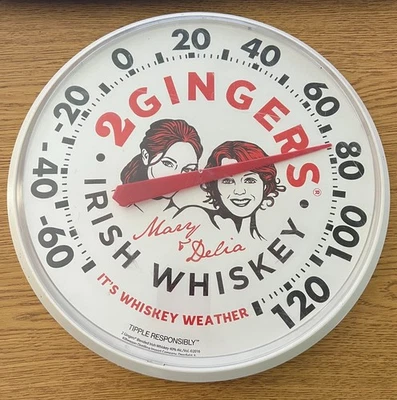 -60 -40 -20 0 20 40 60 80 100 120
2GINGERS®
IRISH WHISKEY
Mary
& Delia
IT'S WHISKEY WEATHER
TIPPLE RESPONSIBLY™